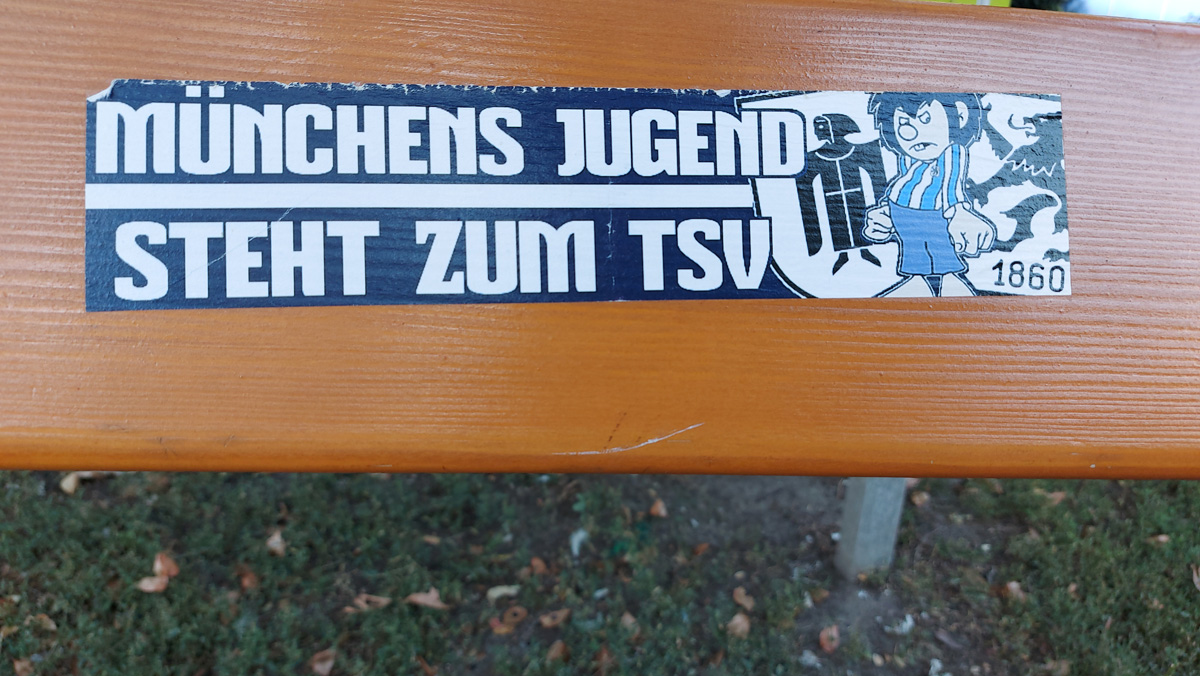 MÜNCHENS JUGEND
STEHT ZUM TSV
1860